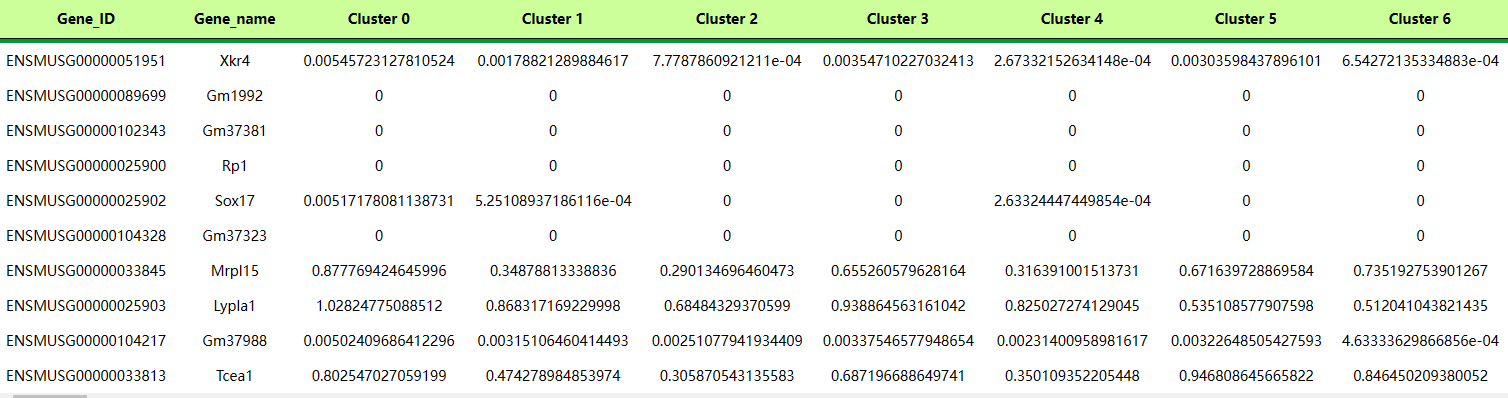 Gene_ID Gene_name Cluster 0 Cluster 1 Cluster 2 Cluster 3 Cluster 4 Cluster 5 Cluster 6
ENSMUSG00000051951 Xkr4 0.00545723127810524 0.00178821289884617 7.7787860921211e-04 0.00354710227032413 2.67332152634148e-04 0.00303598437896101 6.54272135334883e-04
ENSMUSG00000089699 Gm1992 0 0 0 0 0 0 0
ENSMUSG00000102343 Gm37381 0 0 0 0 0 0 0
ENSMUSG00000025900 Rp1 0 0 0 0 0 0 0
ENSMUSG00000025902 Sox17 0.00517178081138731 5.25108937186116e-04 0 0 2.63324447449854e-04 0 0
ENSMUSG00000104328 Gm37323 0 0 0 0 0 0 0
ENSMUSG00000033845 Mrpl15 0.877769424645996 0.34878813338836 0.290134696460473 0.655260579628164 0.316391001513731 0.671639728869584 0.735192753901267
ENSMUSG00000025903 Lypla1 1.02824775088512 0.868317169229998 0.68484329370599 0.938864563161042 0.825027274129045 0.535108577907598 0.512041043821435
ENSMUSG00000104217 Gm37988 0.00502409686412296 0.00315106460414493 0.00251077941934409 0.00337546577948654 0.00231400958981617 0.00322648505427593 4.63333629866856e-04
ENSMUSG00000033813 Tcea1 0.802547027059199 0.474278984853974 0.305870543135583 0.687196688649741 0.350109352205448 0.946808645665822 0.846450209380052